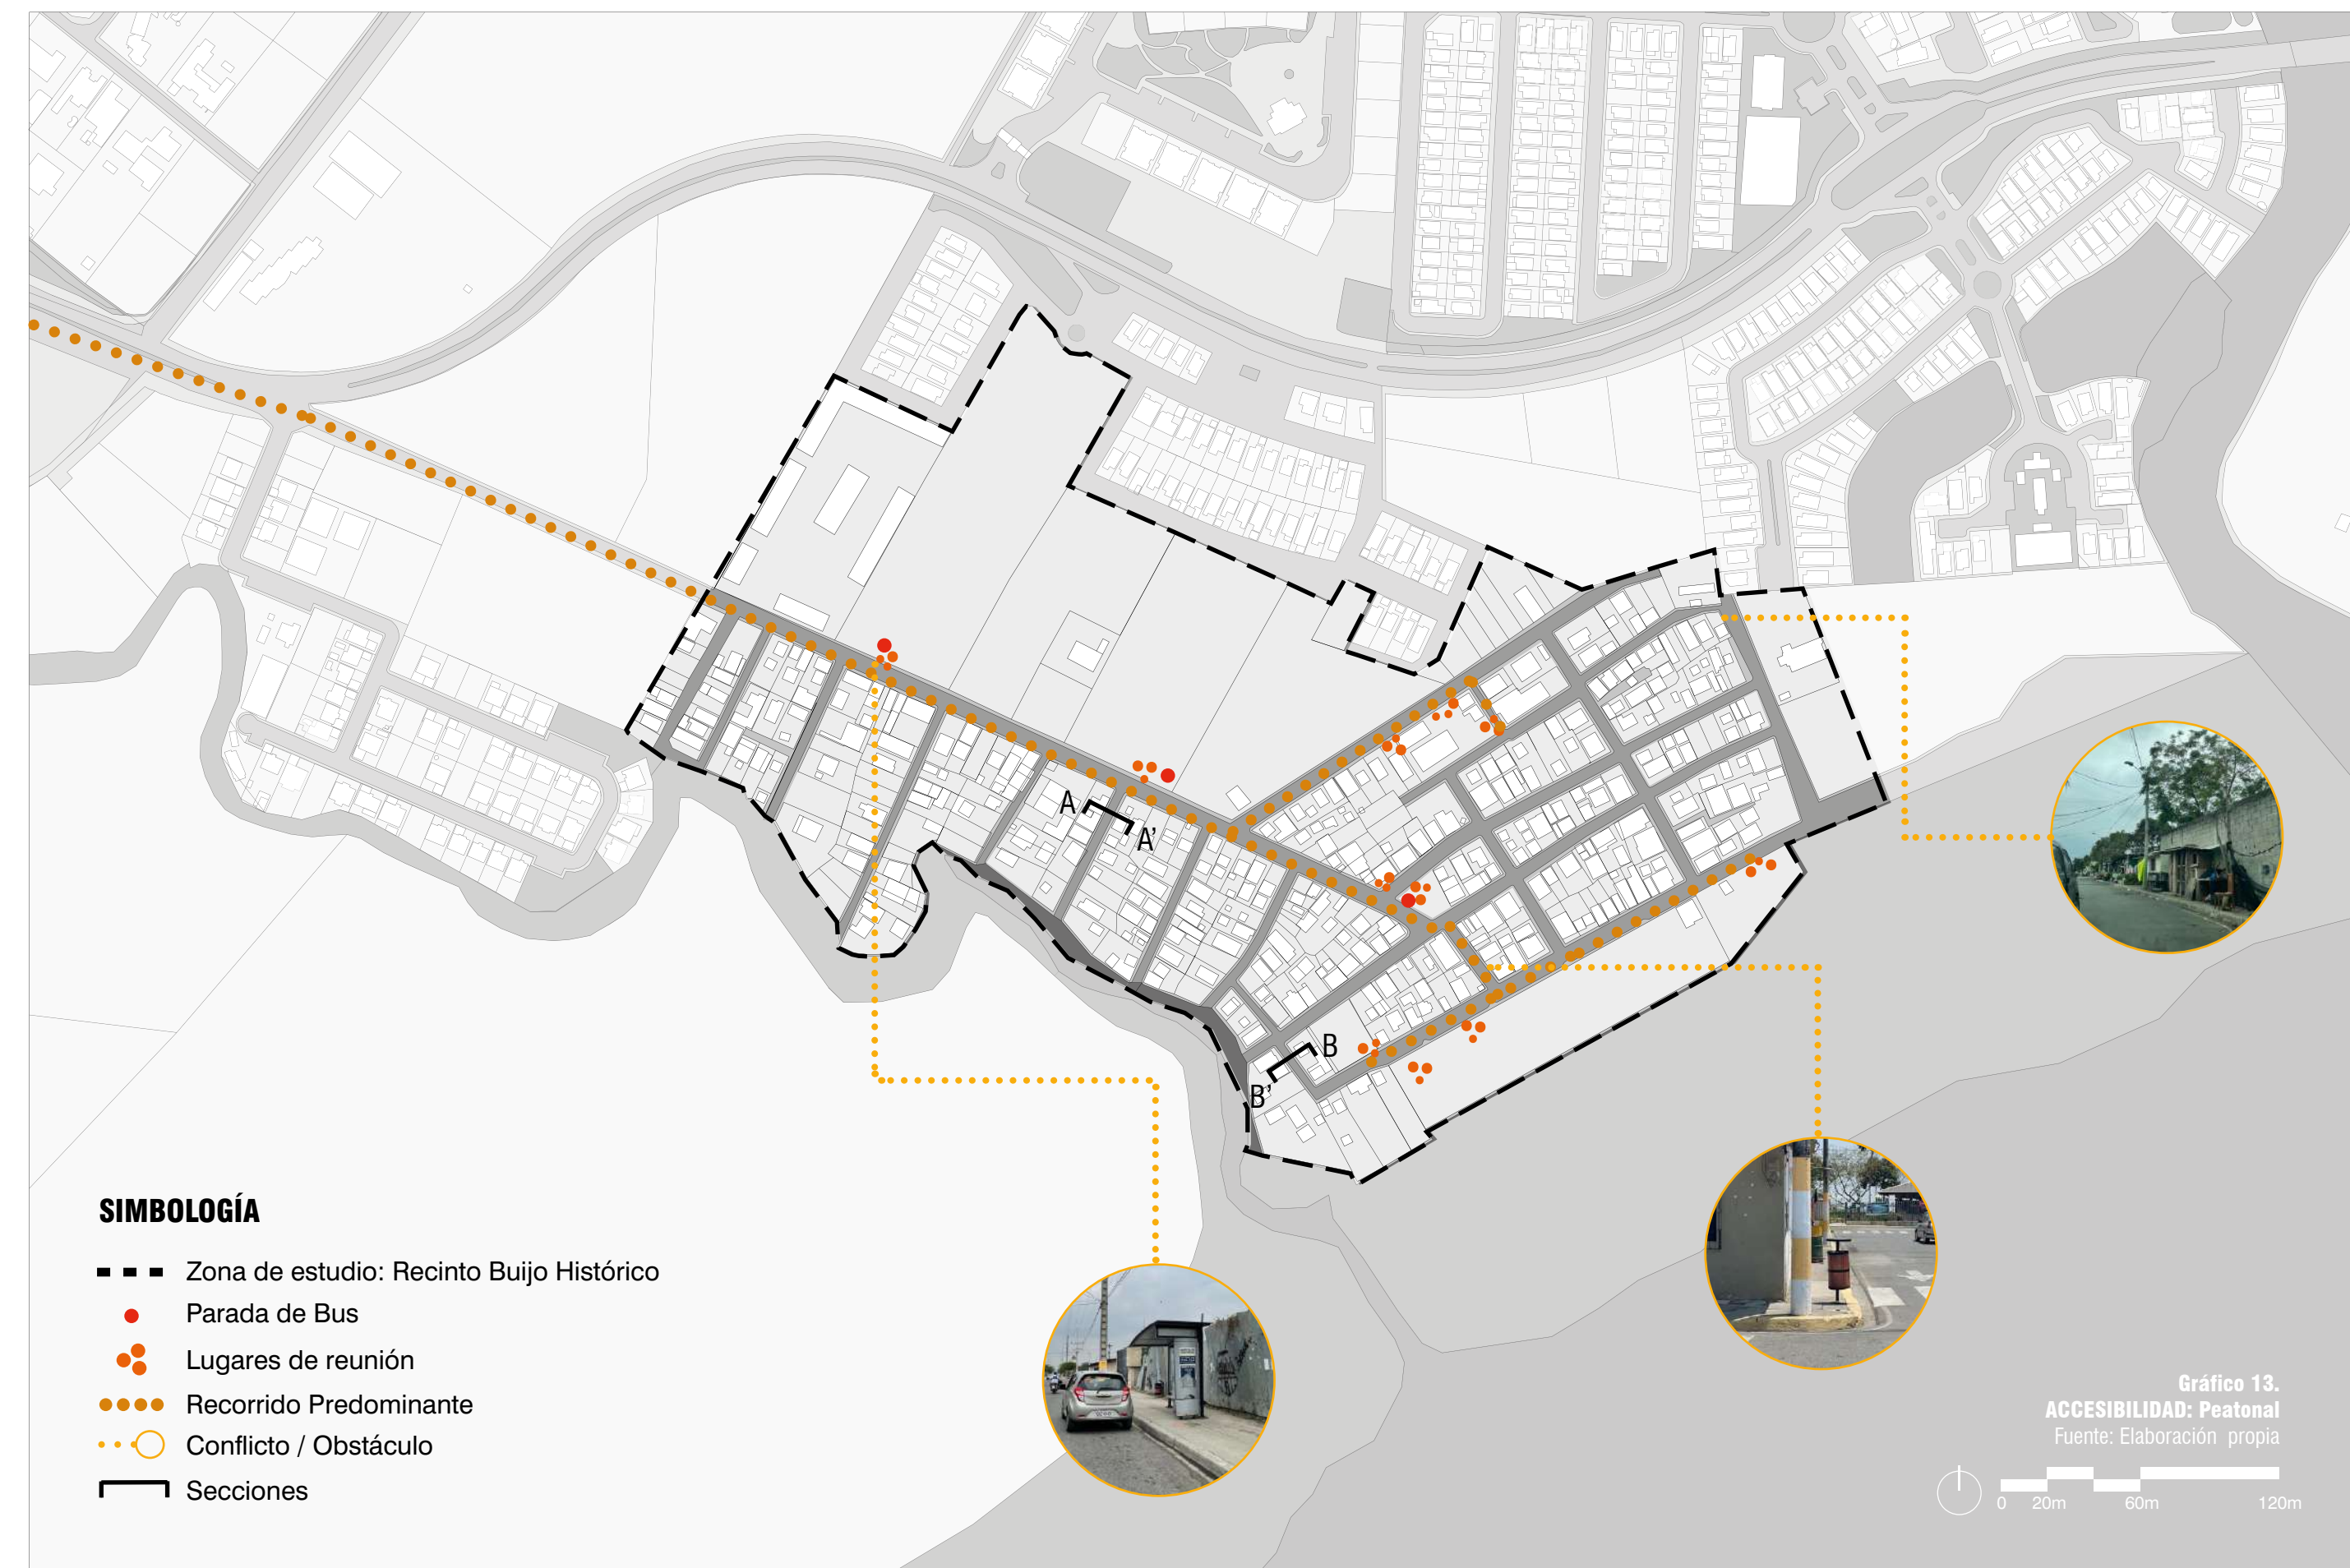 A
A'
B
B'
SIMBOLOGÍA
Zona de estudio: Recinto Buijo Histórico
Parada de Bus
Lugares de reunión
Recorrido Predominante
Conflicto / Obstáculo
Secciones
Gráfico 13.
ACCESIBILIDAD: Peatonal
Fuente: Elaboración propia
0 20m 60m 120m